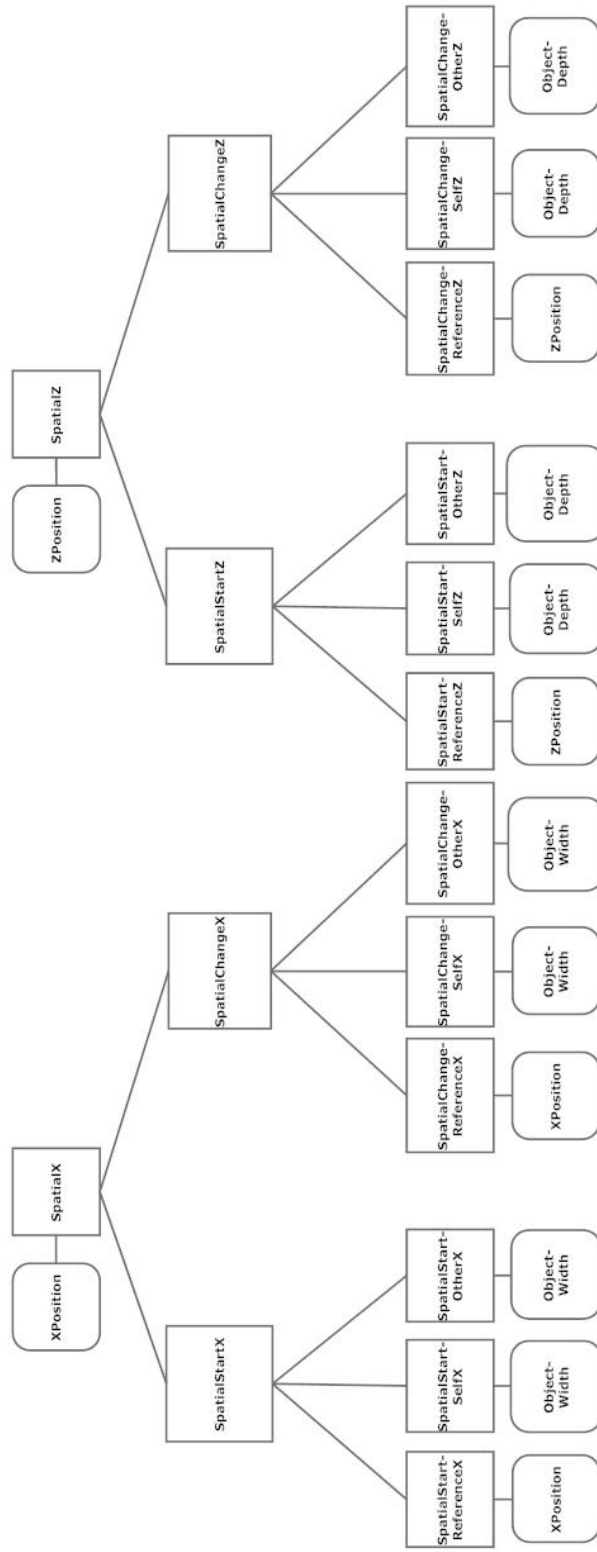 XPosition
SpatialX
ZPosition
SpatialZ
SpatialStartX
SpatialChangeX
SpatialStartZ
SpatialChangeZ
SpatialStart-
ReferenceX
SpatialStart-
SelfX
SpatialStart-
OtherX
SpatialChange-
ReferenceX
SpatialChange-
SelfX
SpatialChange-
OtherX
SpatialStart-
ReferenceZ
SpatialStart-
SelfZ
SpatialStart-
OtherZ
SpatialChange-
ReferenceZ
SpatialChange-
SelfZ
SpatialChange-
OtherZ
XPosition
Object-
Width
Object-
Width
XPosition
Object-
Width
Object-
Width
ZPosition
Object-
Depth
Object-
Depth
ZPosition
Object-
Depth
Object-
Depth